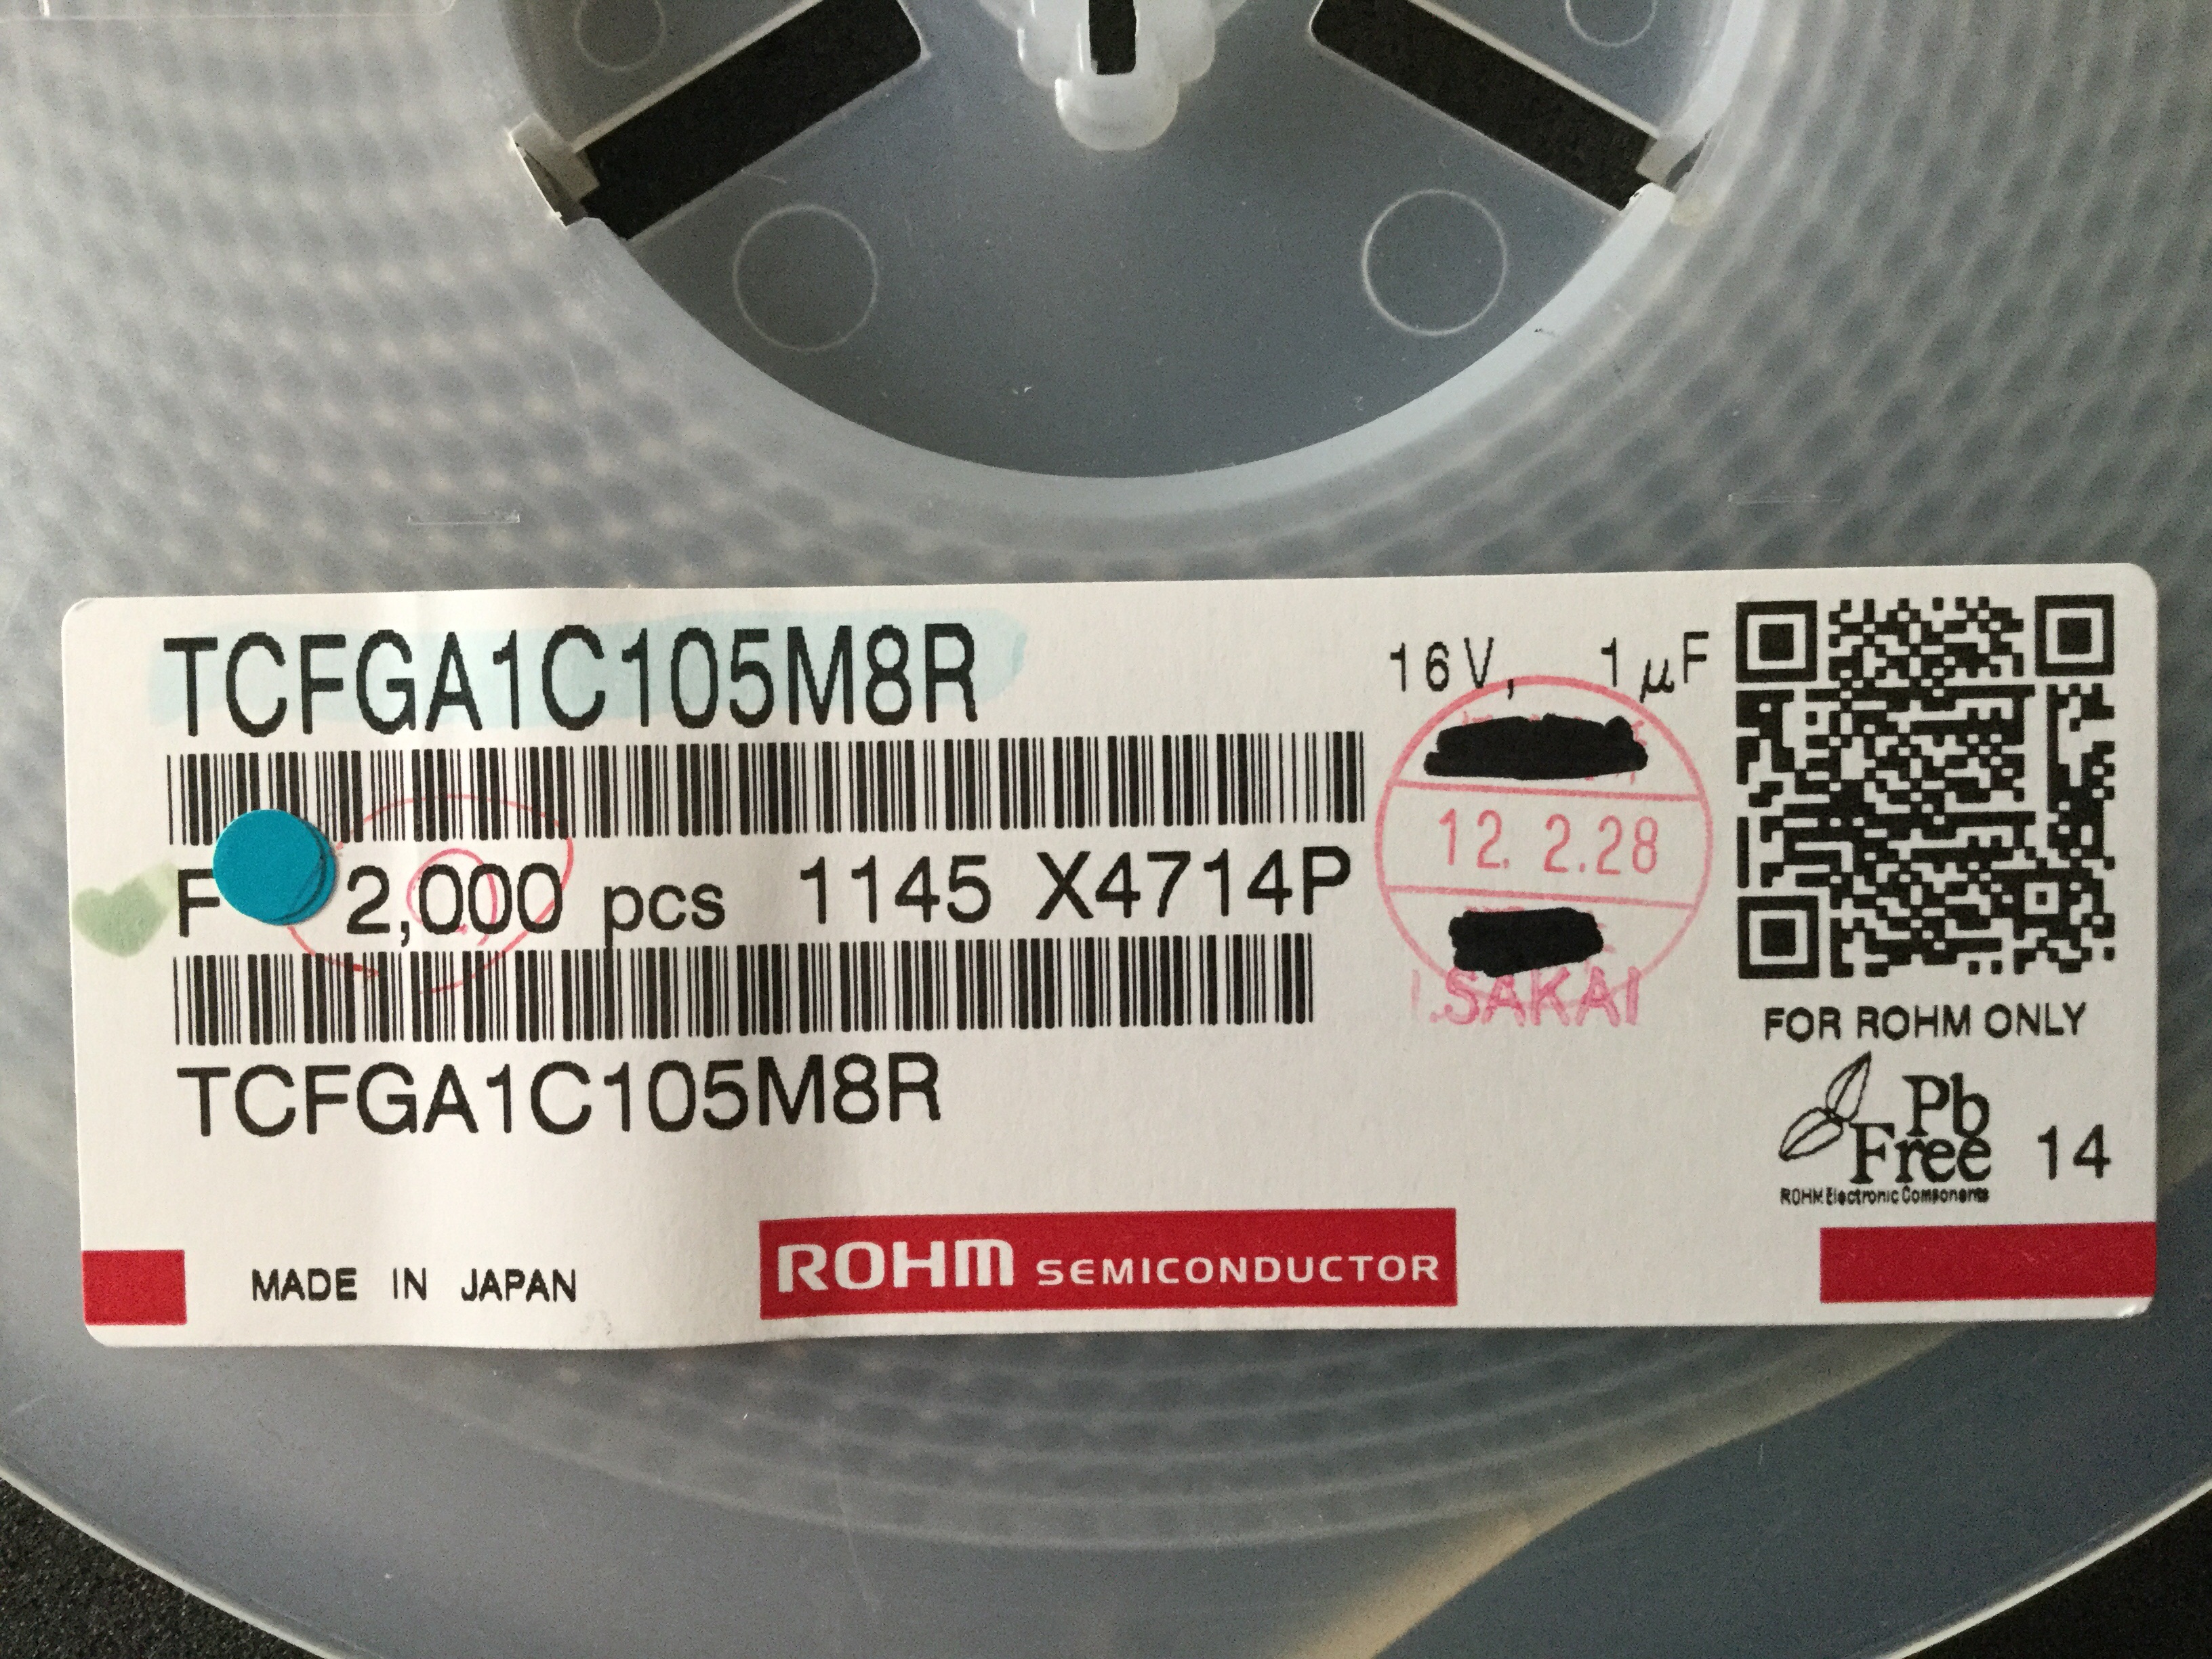 TCFGA1C105M8R
16V, 1μF
F 2,000 pcs 1145 X4714P
12. 2.28
I.SAKAI
TCFGA1C105M8R
FOR ROHM ONLY
Pb
Free 14
ROHM Electronic Components
MADE IN JAPAN
ROHM SEMICONDUCTOR